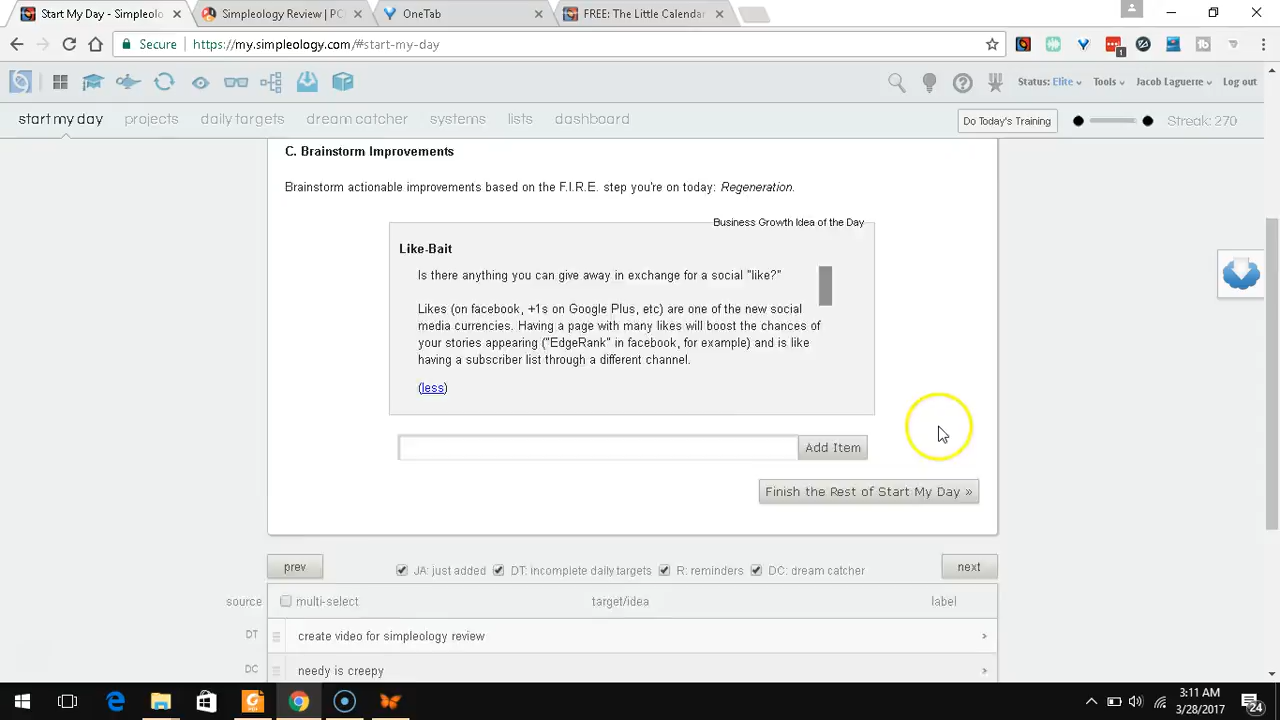 Start My Day - Simpleolo
Simpleology Review | PC
OneTab
FREE: The Little Calenda
Secure
https://my.simpleology.com/#start-my-day
1
Status: Elite
Tools
Jacob Laguerre
Log out
start my day
projects
daily targets
dream catcher
systems
lists
dashboard
Do Today's Training
Streak: 270
C. Brainstorm Improvements
Brainstorm actionable improvements based on the F.I.R.E. step you're on today: Regeneration.
Business Growth Idea of the Day
Like-Bait
Is there anything you can give away in exchange for a social "like?"
Likes (on facebook, +1s on Google Plus, etc) are one of the new social
media currencies. Having a page with many likes will boost the chances of
your stories appearing ("EdgeRank" in facebook, for example) and is like
having a subscriber list through a different channel.
(less)
Add Item
Finish the Rest of Start My Day »
prev
JA: just added
DT: incomplete daily targets
R: reminders
DC: dream catcher
next
source
multi-select
target/idea
label
DT
create video for simpleology review
DC
needy is creepy
3:11 AM
3/28/2017
24